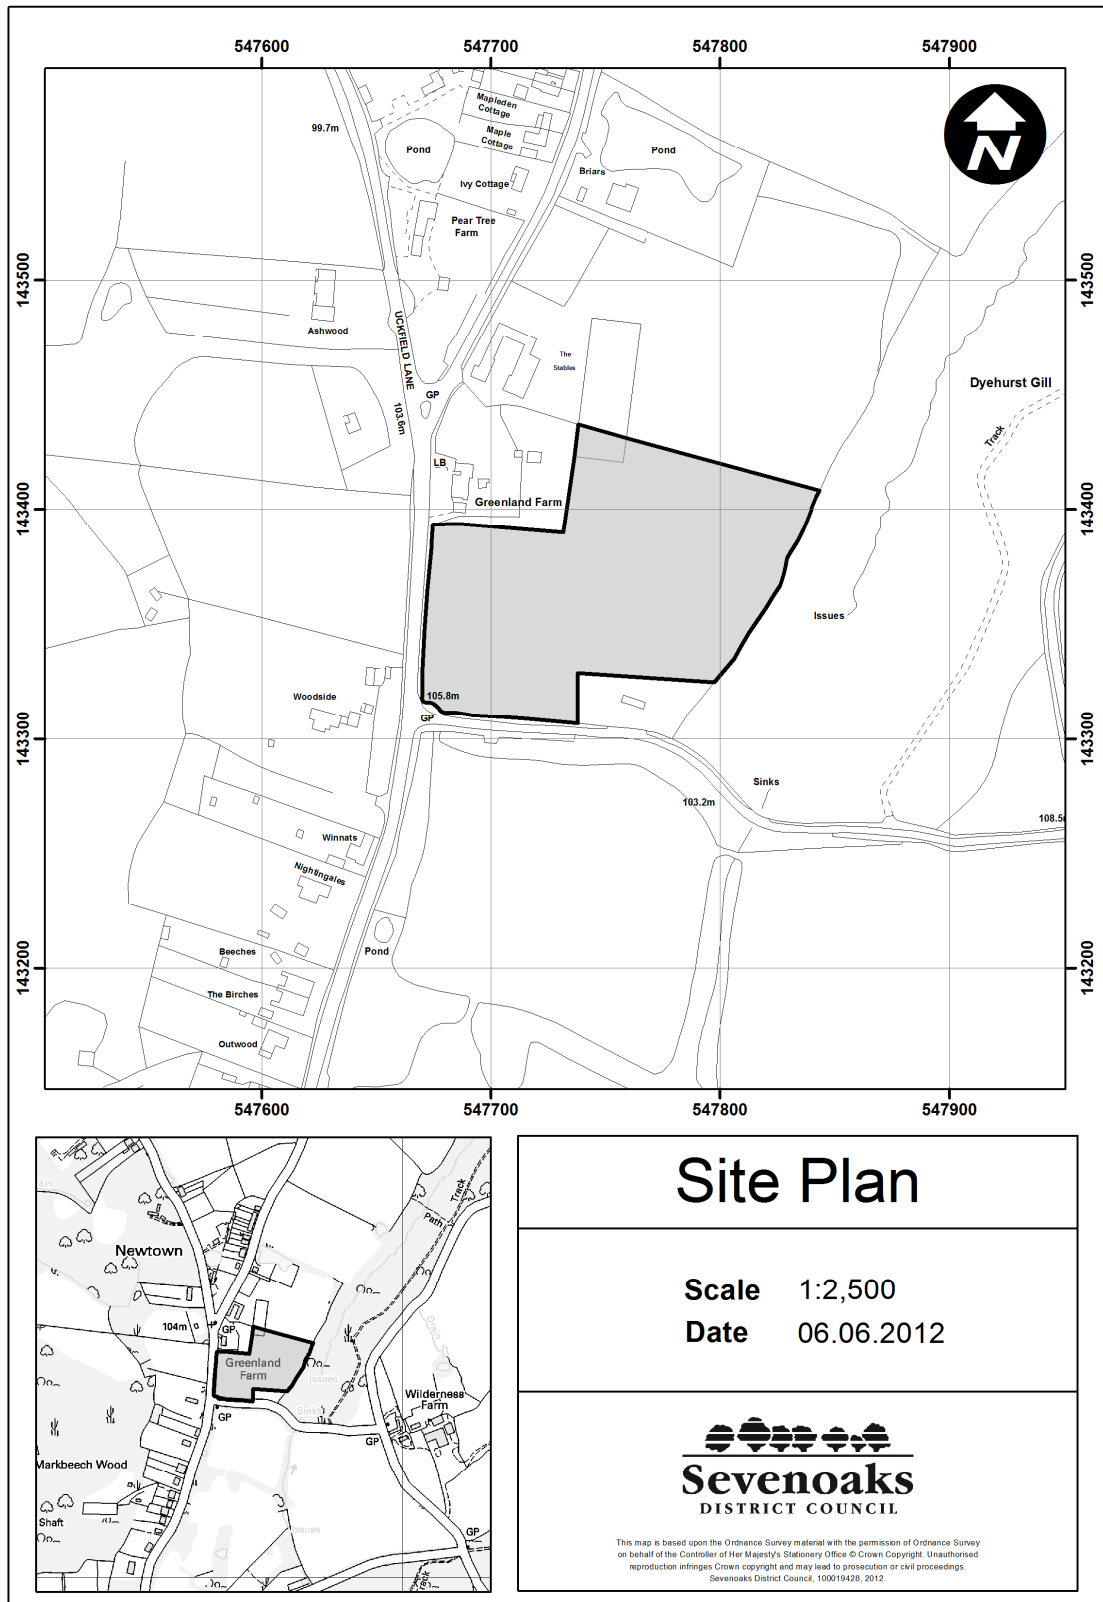 547600 547700 547800 547900
99.7m
2
Mapleden
Cottage
Maple
Cottage
Pond
Pond
N
Ivy Cottage
Briars
Pear Tree
Farm
143500
143500
UCKFIELD LANE
Ashwood
The
Stables
Dyehurst Gill
GP
103.6m
Track
LB
Greenland Farm
143400
143400
Issues
Woodside
105.8m
GP
143300
143300
Sinks
103.2m
108.5m
Winnats
Nightingales
Beeches
Pond
143200
143200
The Birches
Outwood
547600 547700 547800 547900
Track
Path
Newtown
104m
GP
Greenland
Farm
Drain
Issues
Sinks
Wilderness
Farm
GP
GP
Markbeech Wood
Shaft
Issues
GP
Track
Site Plan
Scale 1:2,500
Date 06.06.2012
Sevenoaks
DISTRICT COUNCIL
This map is based upon the Ordnance Survey material with the permission of Ordnance Survey
on behalf of the Controller of Her Majesty's Stationery Office © Crown Copyright. Unauthorised
reproduction infringes Crown copyright and may lead to prosecution or civil proceedings.
Sevenoaks District Council, 100019428, 2012.